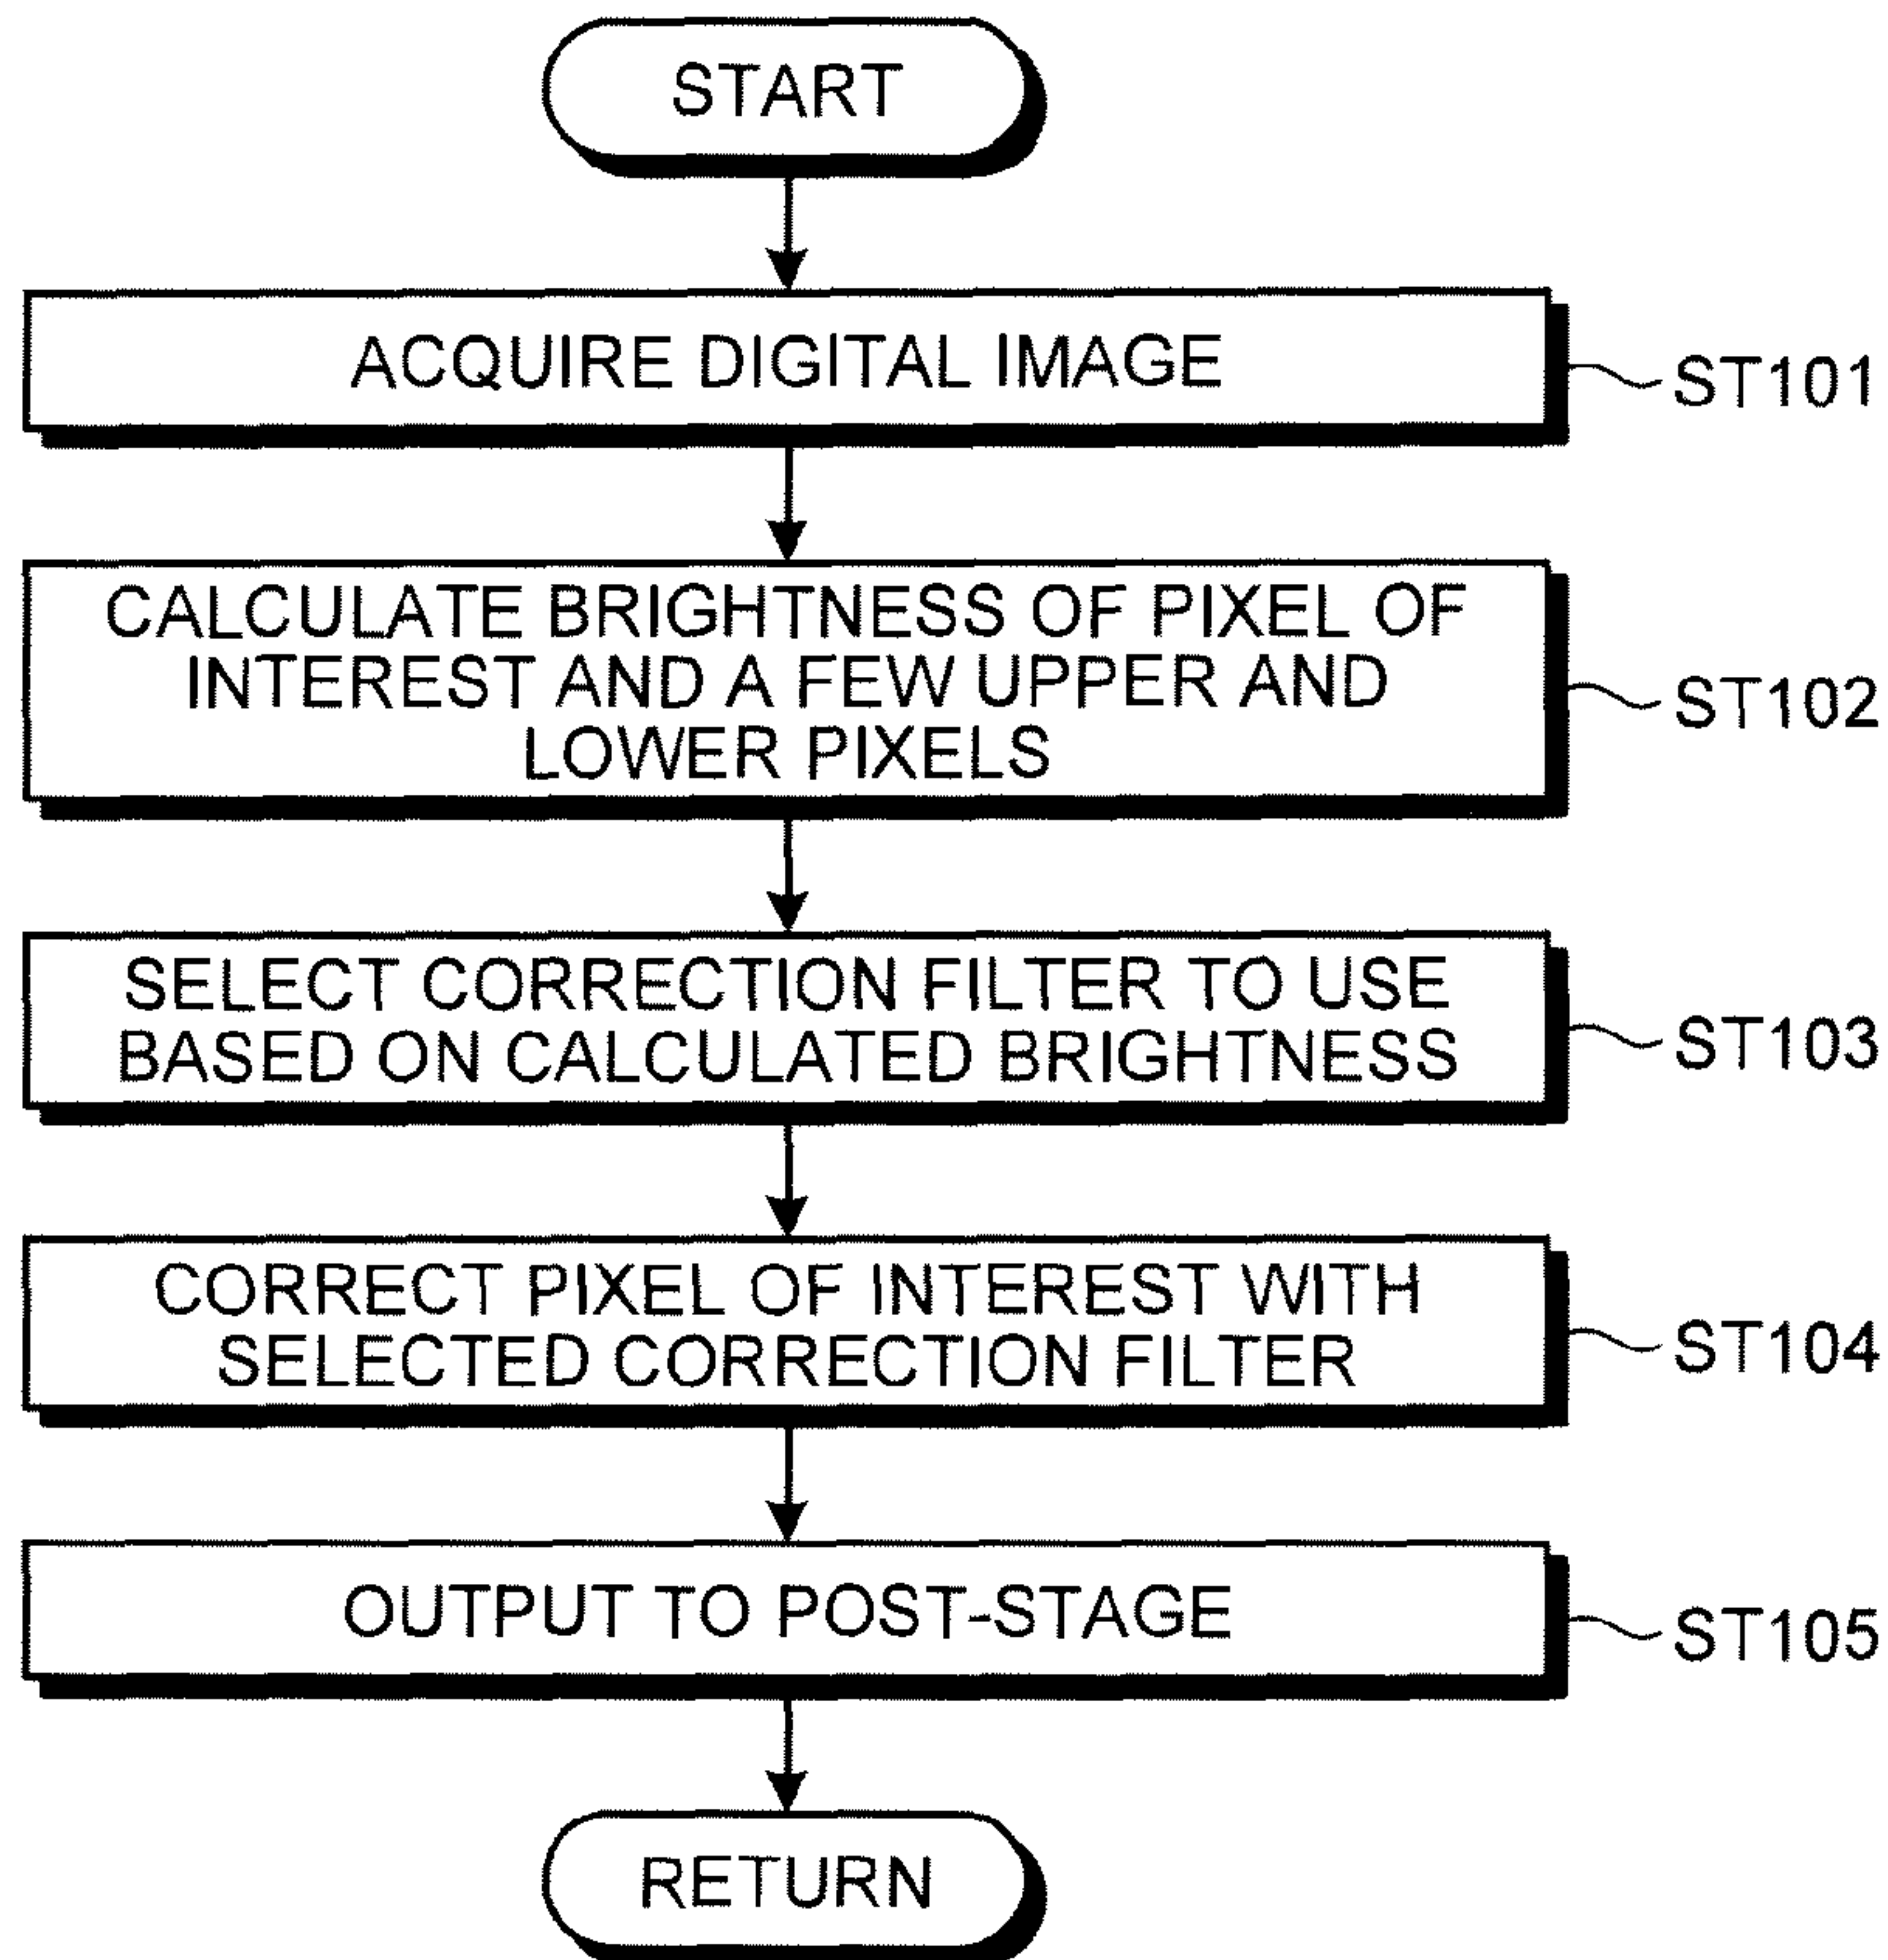 START
ACQUIRE DIGITAL IMAGE
ST101
CALCULATE BRIGHTNESS OF PIXEL OF
INTEREST AND A FEW UPPER AND
LOWER PIXELS
ST102
SELECT CORRECTION FILTER TO USE
BASED ON CALCULATED BRIGHTNESS
ST103
CORRECT PIXEL OF INTEREST WITH
SELECTED CORRECTION FILTER
ST104
OUTPUT TO POST-STAGE
ST105
RETURN